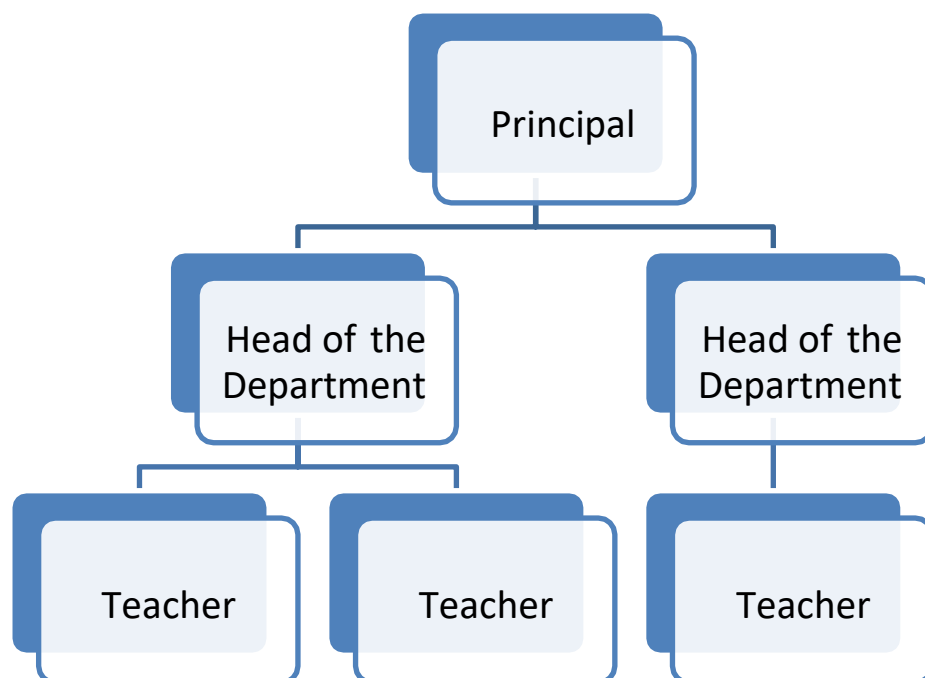 Principal
Head of the
Department
Head of the
Department
Teacher
Teacher
Teacher